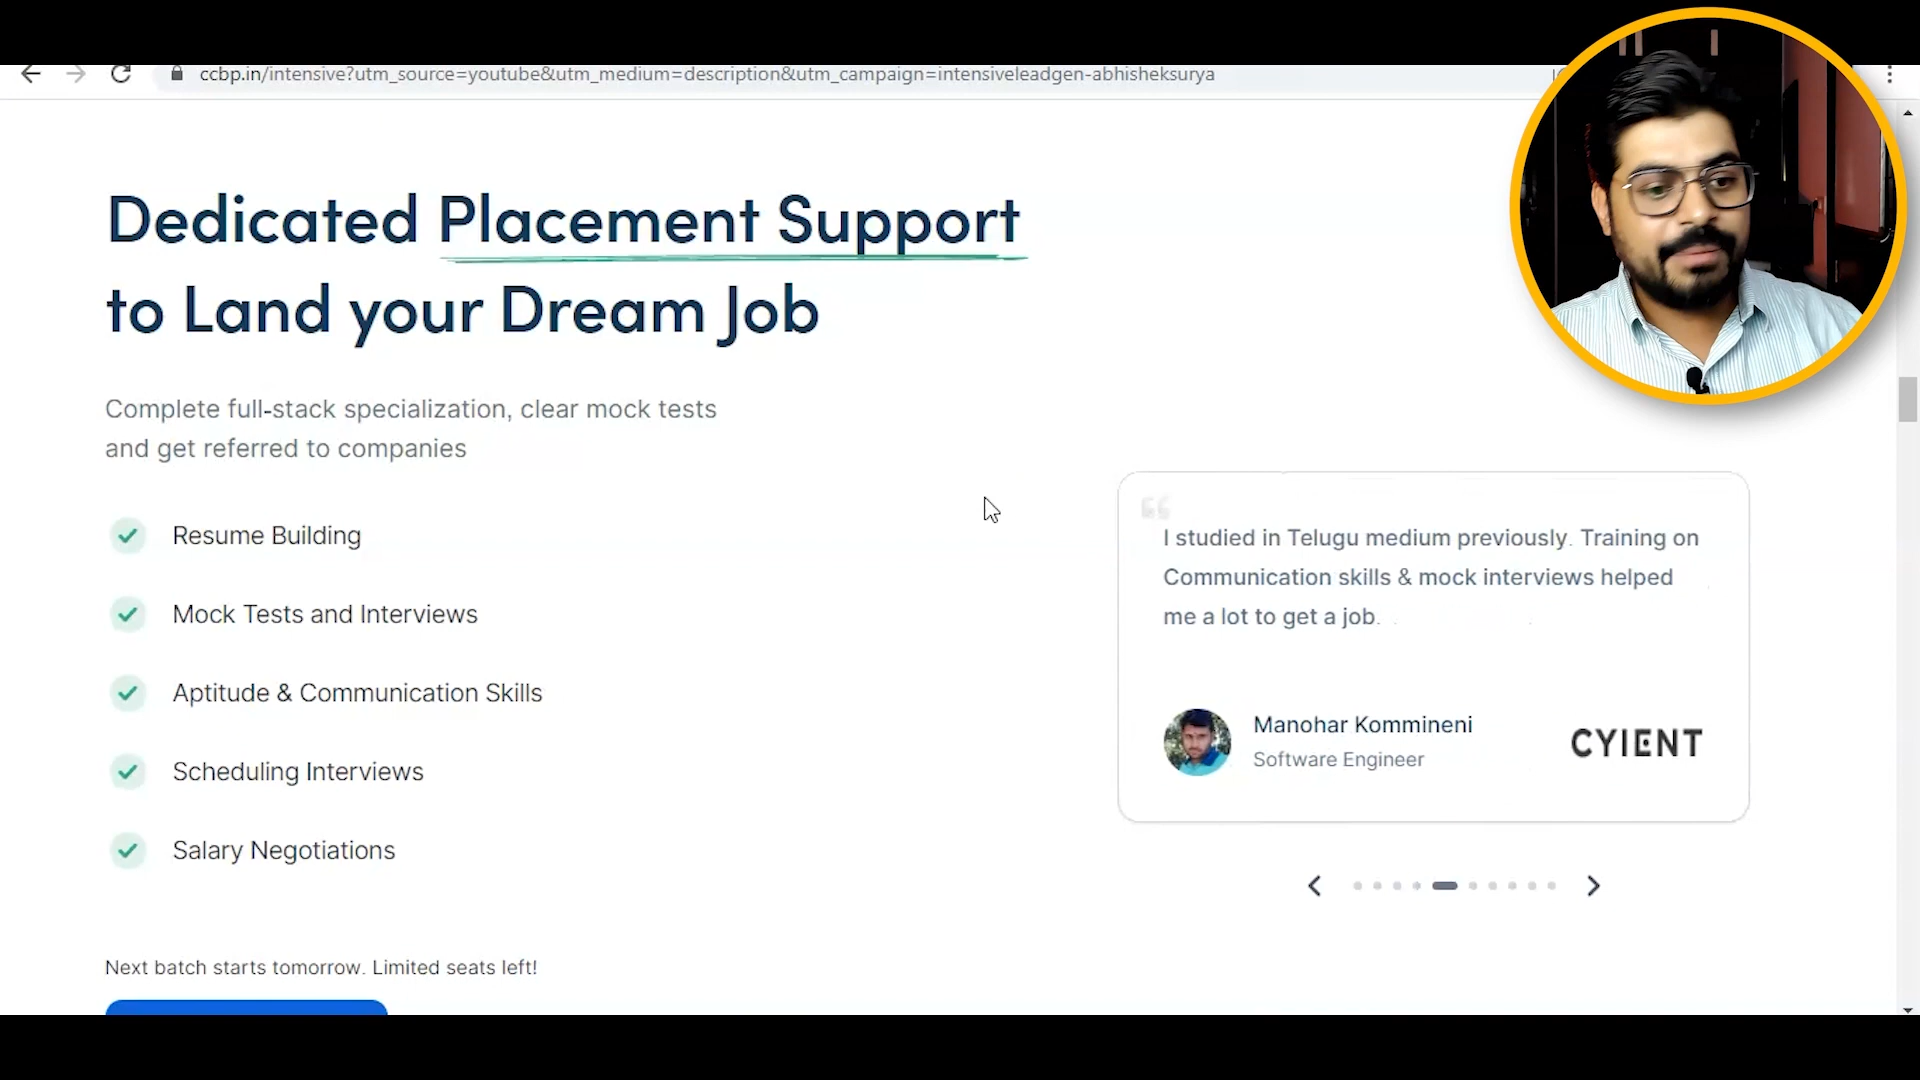 ccbp.in/intensive?utm_source=youtube&utm_medium=description&utm_campaign=intensiveleadgen-abhisheksurya
Dedicated Placement Support
to Land your Dream Job
Complete full-stack specialization, clear mock tests
and get referred to companies
Resume Building
Mock Tests and Interviews
Aptitude & Communication Skills
Scheduling Interviews
Salary Negotiations
Next batch starts tomorrow. Limited seats left!
“
I studied in Telugu medium previously. Training on
Communication skills & mock interviews helped
me a lot to get a job.
Manohar Kommineni
Software Engineer
CYIENT